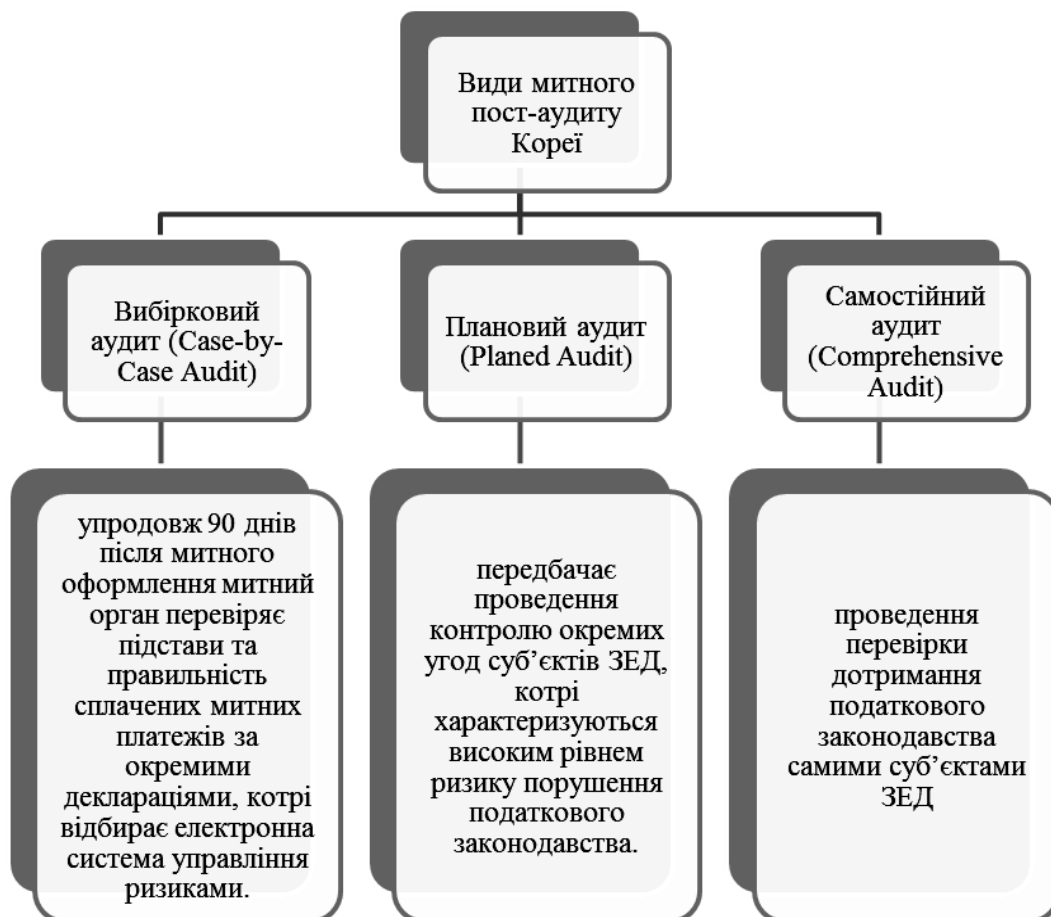 Види митного
пост-аудиту
Кореї
Вибірковий
аудит (Case-by-
Case Audit)
Плановий аудит
(Planed Audit)
Самостійний
аудит
(Comprehensive
Audit)
упродовж 90 днів
після митного
оформлення митний
орган перевіряє
підстави та
правильність
сплачених митних
платежів за
окремими
деклараціями, котрі
відбирає електронна
система управління
ризиками.
передбачає
проведення
контролю окремих
угод суб’єктів ЗЕД,
котрі
характеризуються
високим рівнем
ризику порушення
податкового
законодавства.
проведення
перевірки
дотримання
податкового
законодавства
самими суб’єктами
ЗЕД